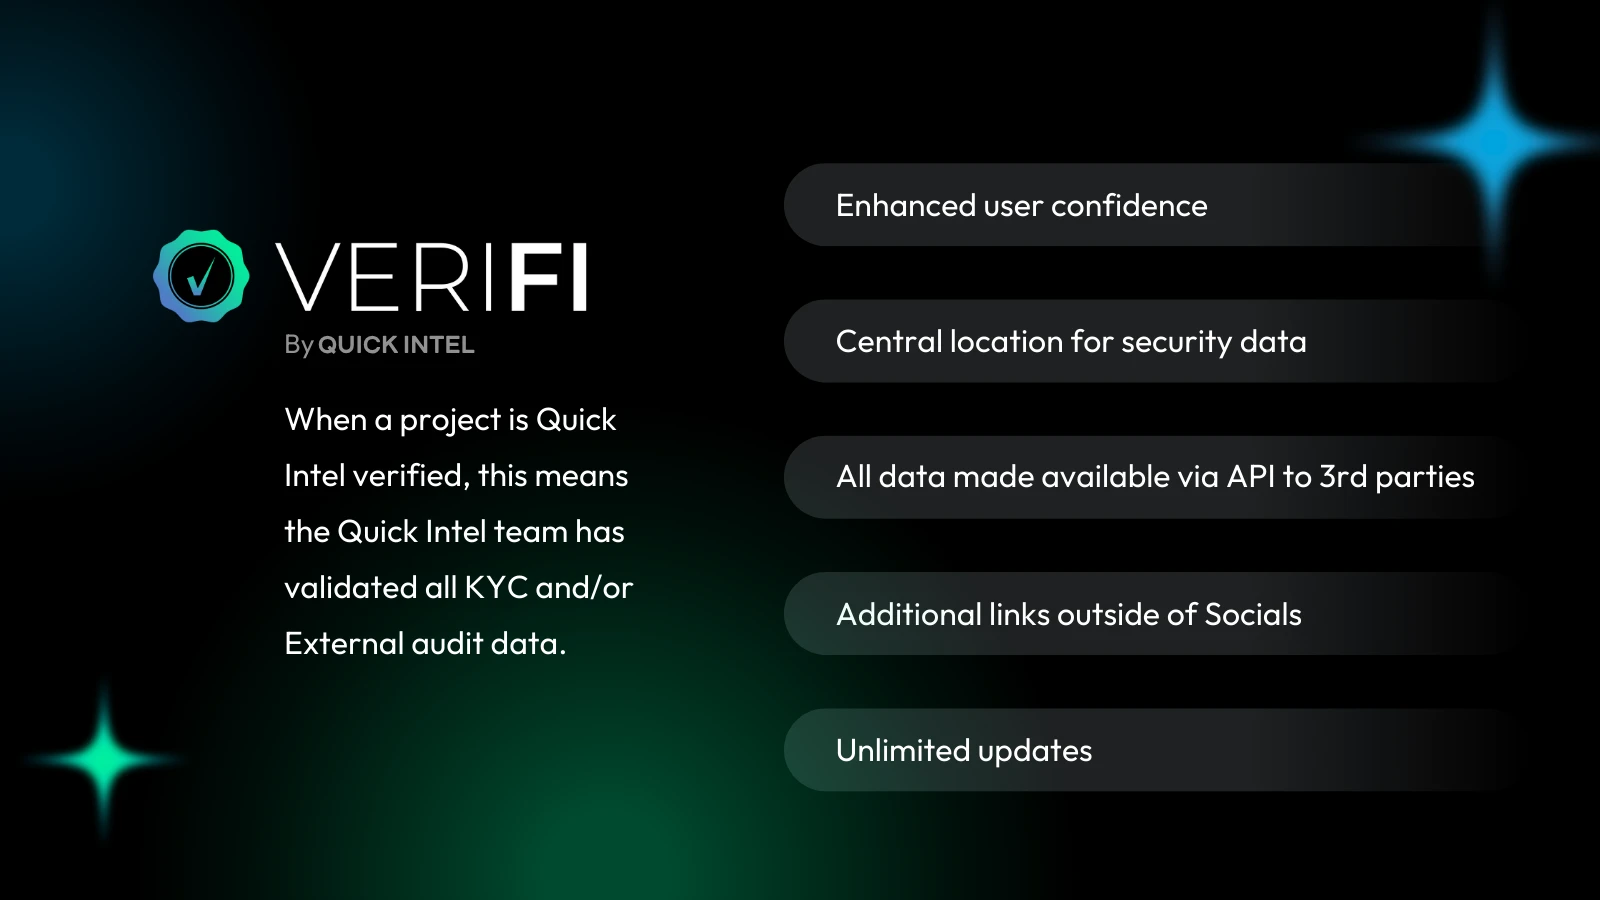 VERIFI
By QUICK INTEL
When a project is Quick
Intel verified, this means
the Quick Intel team has
validated all KYC and/or
External audit data.
Enhanced user confidence
Central location for security data
All data made available via API to 3rd parties
Additional links outside of Socials
Unlimited updates